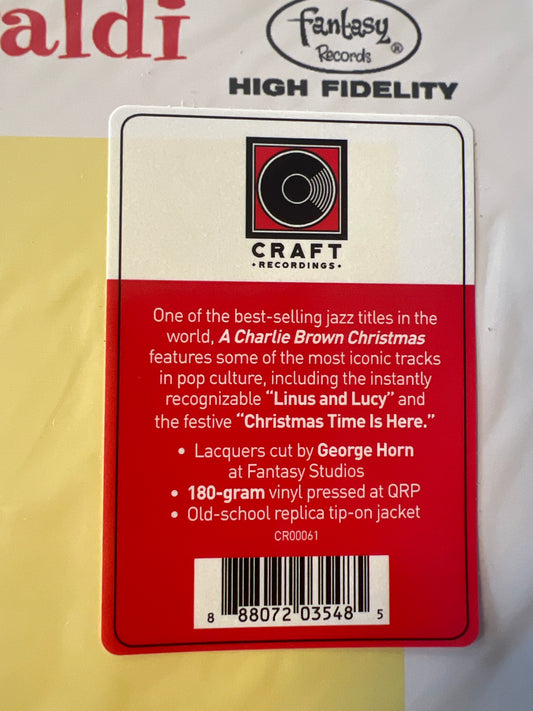 aldi
Fantasy
Records
®
HIGH FIDELITY
CRAFT
• RECORDINGS •
One of the best-selling jazz titles in the
world, A Charlie Brown Christmas
features some of the most iconic tracks
in pop culture, including the instantly
recognizable “Linus and Lucy” and
the festive “Christmas Time Is Here.”
• Lacquers cut by George Horn
at Fantasy Studios
• 180-gram vinyl pressed at QRP
• Old-school replica tip-on jacket
CR00061
8 88072 03548 5